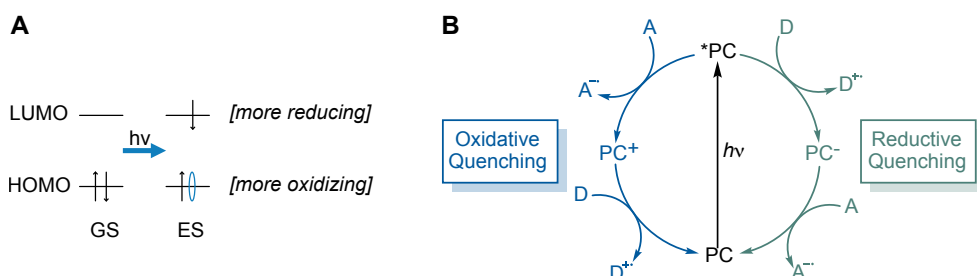 A
LUMO
[more reducing]
hν
HOMO
[more oxidizing]
GS
ES
B
A
*PC
D
A⁻·
D⁺·
Oxidative
Quenching
PC⁺
hν
PC⁻
Reductive
Quenching
D
A
PC
D⁺·
A⁻·